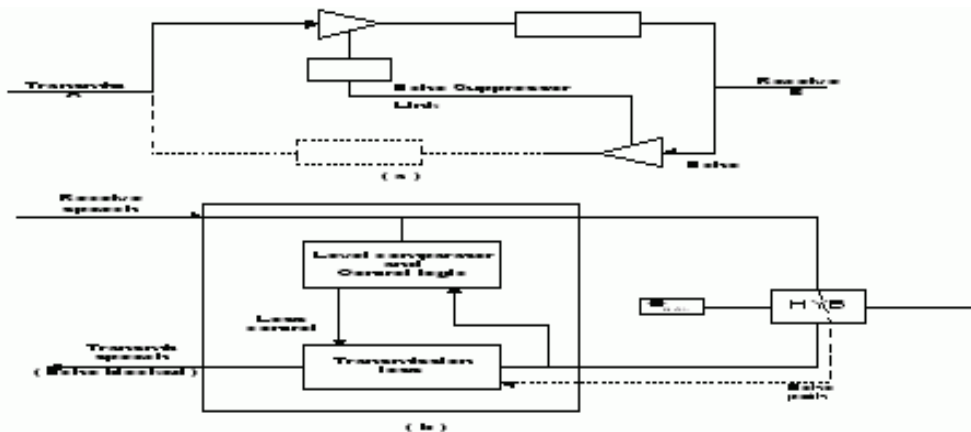 Transmits
A
Receive
B
Echo Suppressor
Link
Echo
( a )
Receive
speech
Level comparator
and
Control logic
HYB
Loss
control
Transmit
speech
( Echo blocked )
Transmission
loss
Echo
path
( b )